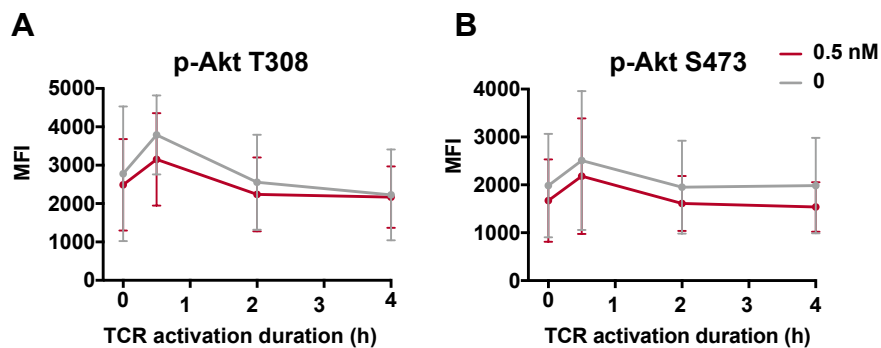 A
p-Akt T308
MFI
5000
4000
3000
2000
1000
0
0 1 2 3 4
TCR activation duration (h)
B
p-Akt S473
0.5 nM
0
MFI
4000
3000
2000
1000
0
0 1 2 3 4
TCR activation duration (h)